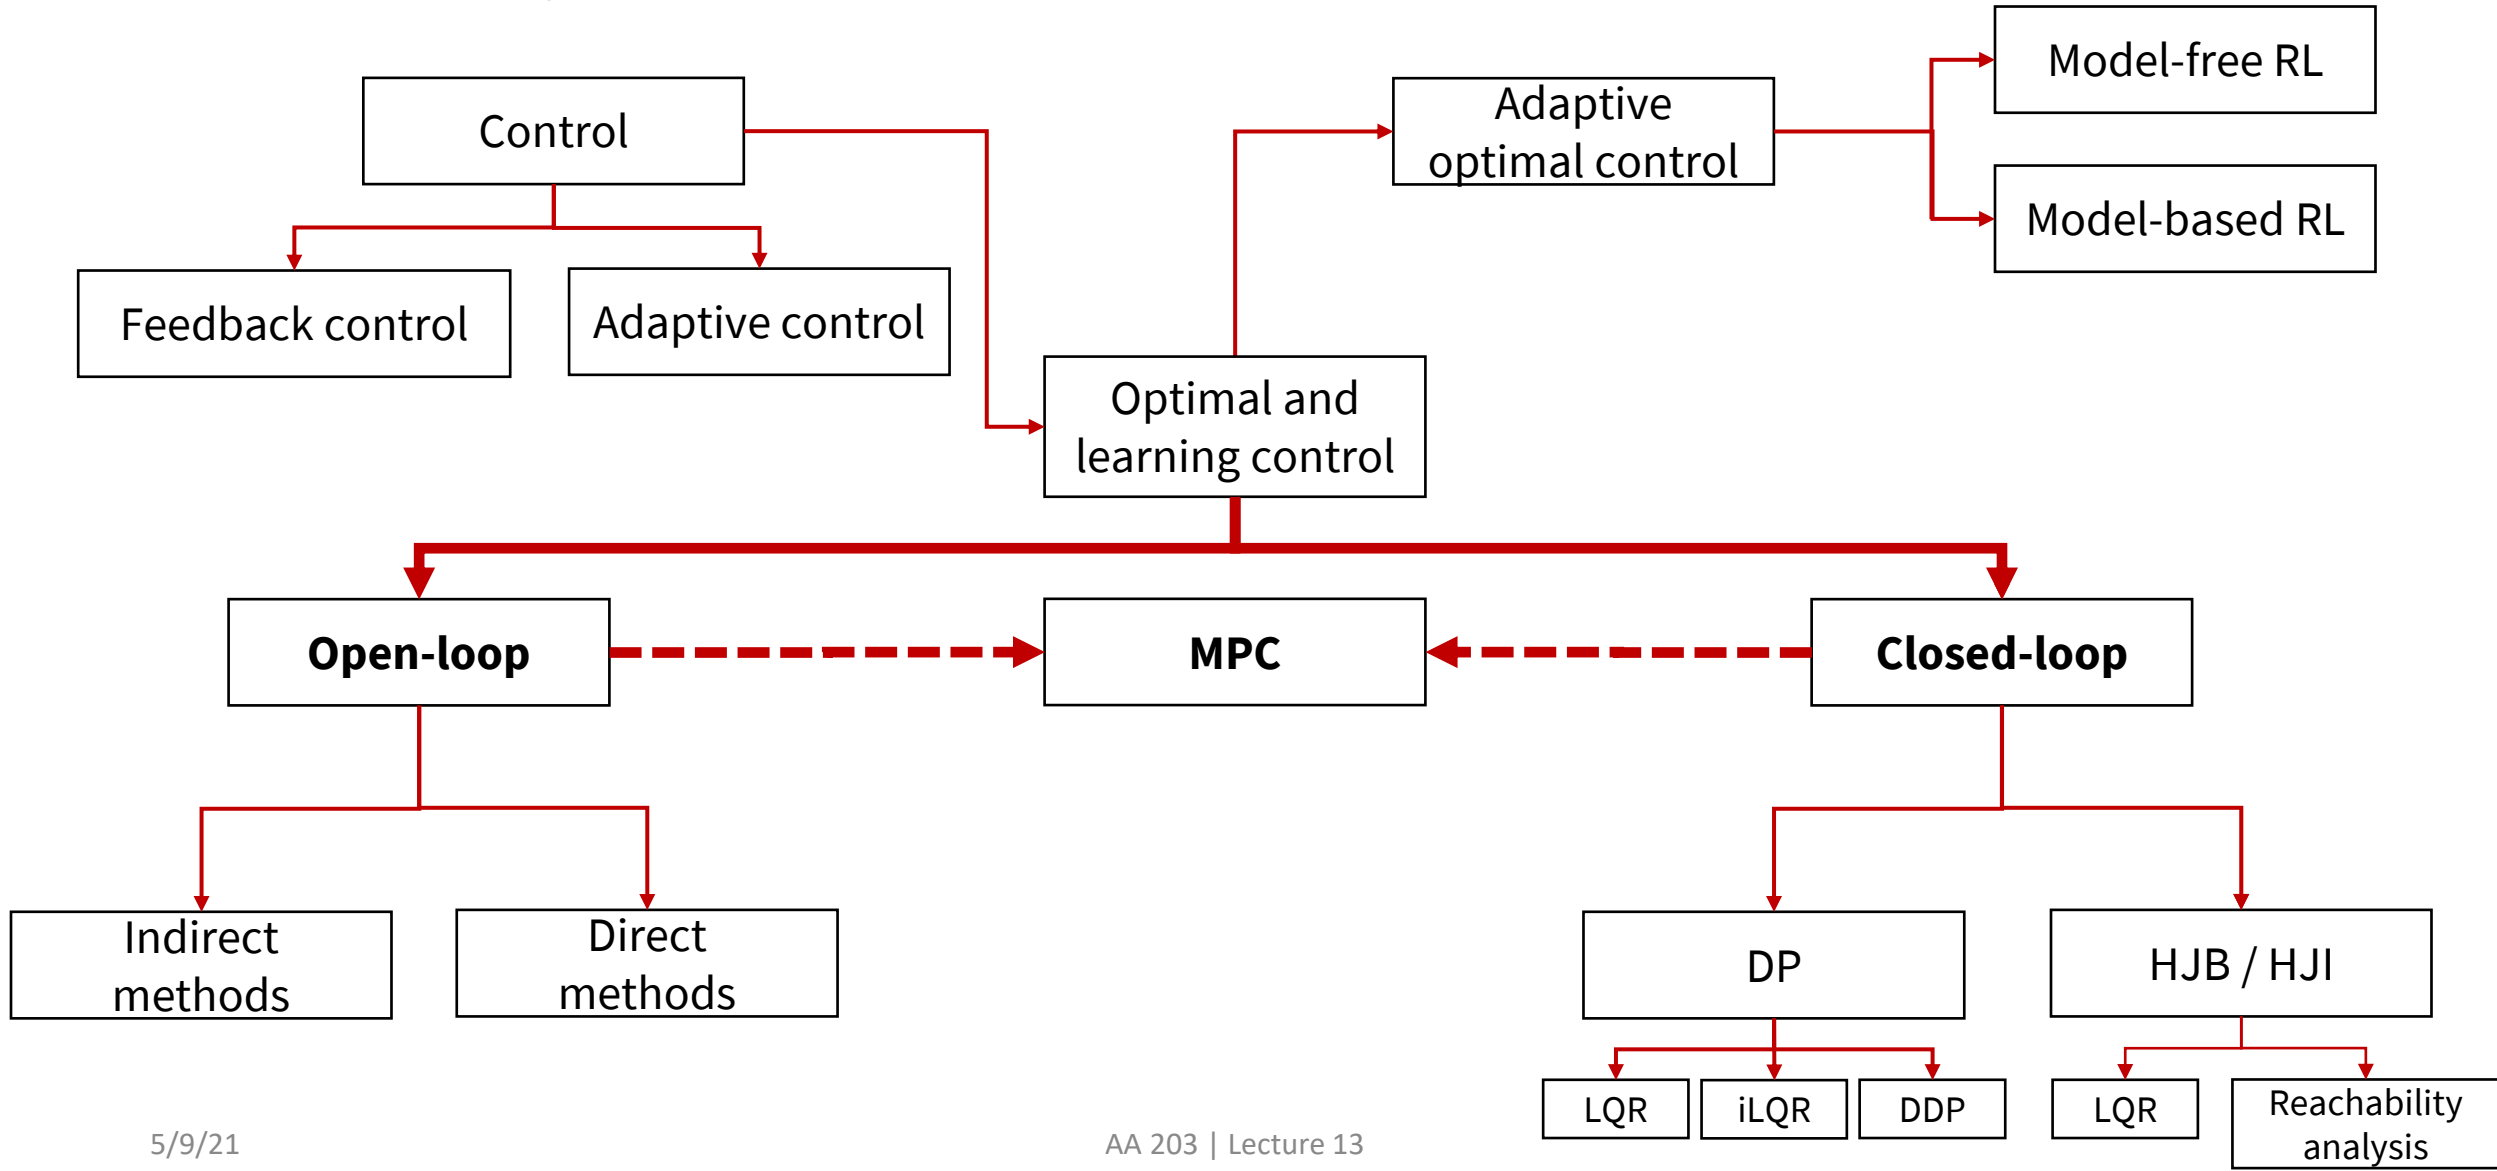 Model-free RL
Control
Adaptive
optimal control
Model-based RL
Feedback control
Adaptive control
Optimal and
learning control
Open-loop
MPC
Closed-loop
Indirect
methods
Direct
methods
DP
HJB / HJI
LQR
iLQR
DDP
LQR
Reachability
analysis
5/9/21
AA 203 | Lecture 13